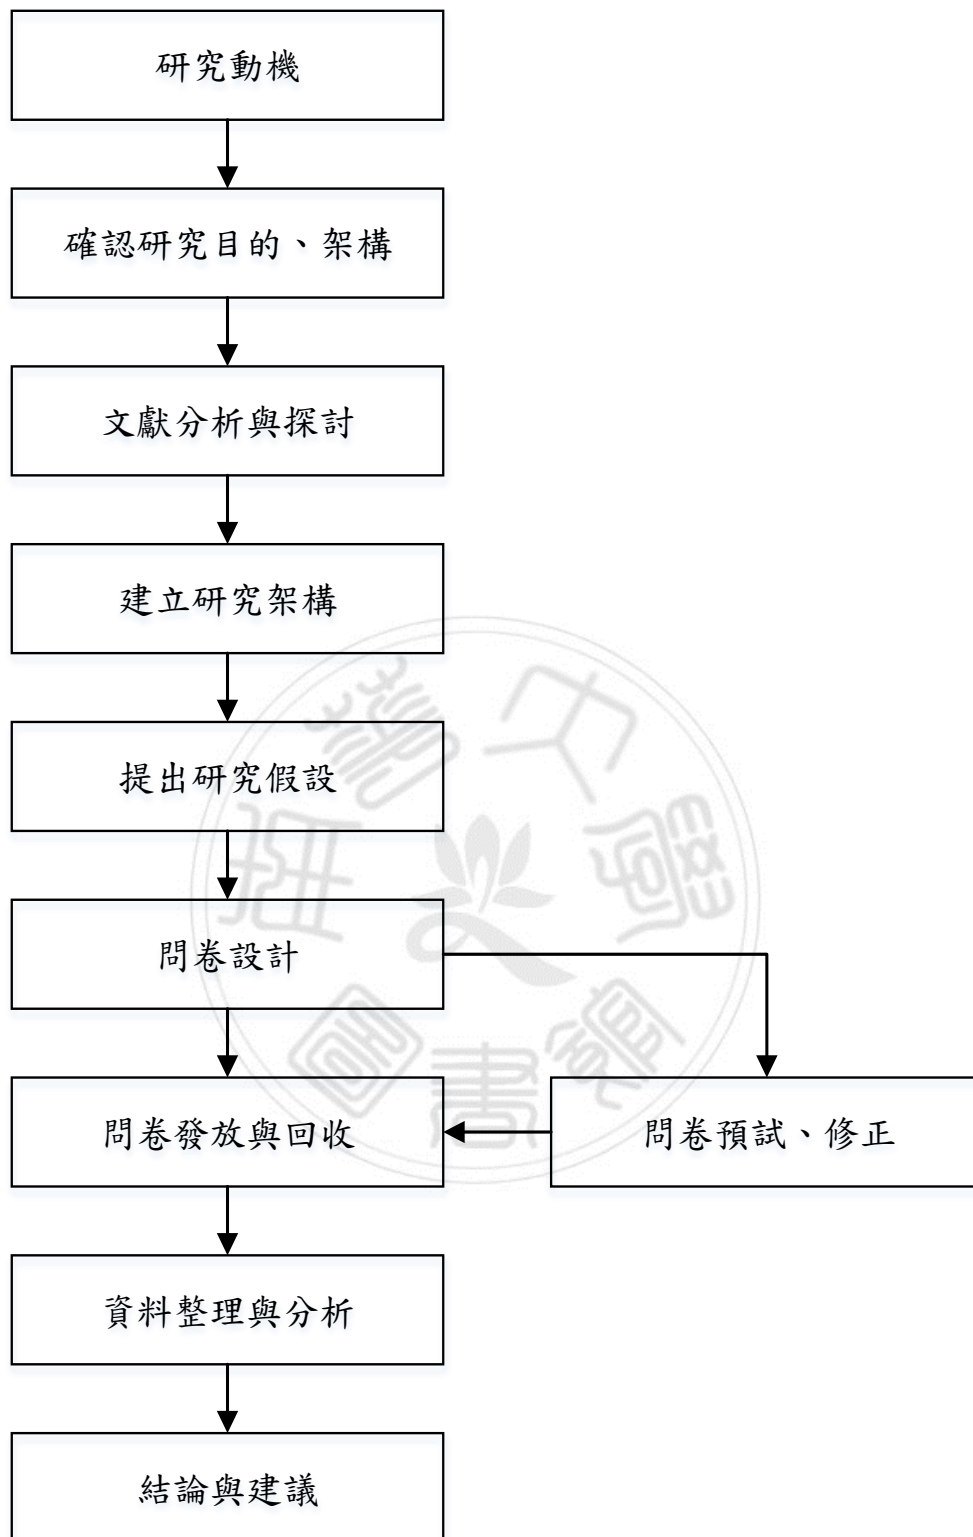 研究動機
確認研究目的、架構
文獻分析與探討
建立研究架構
提出研究假設
問卷設計
問卷發放與回收
問卷預試、修正
資料整理與分析
結論與建議